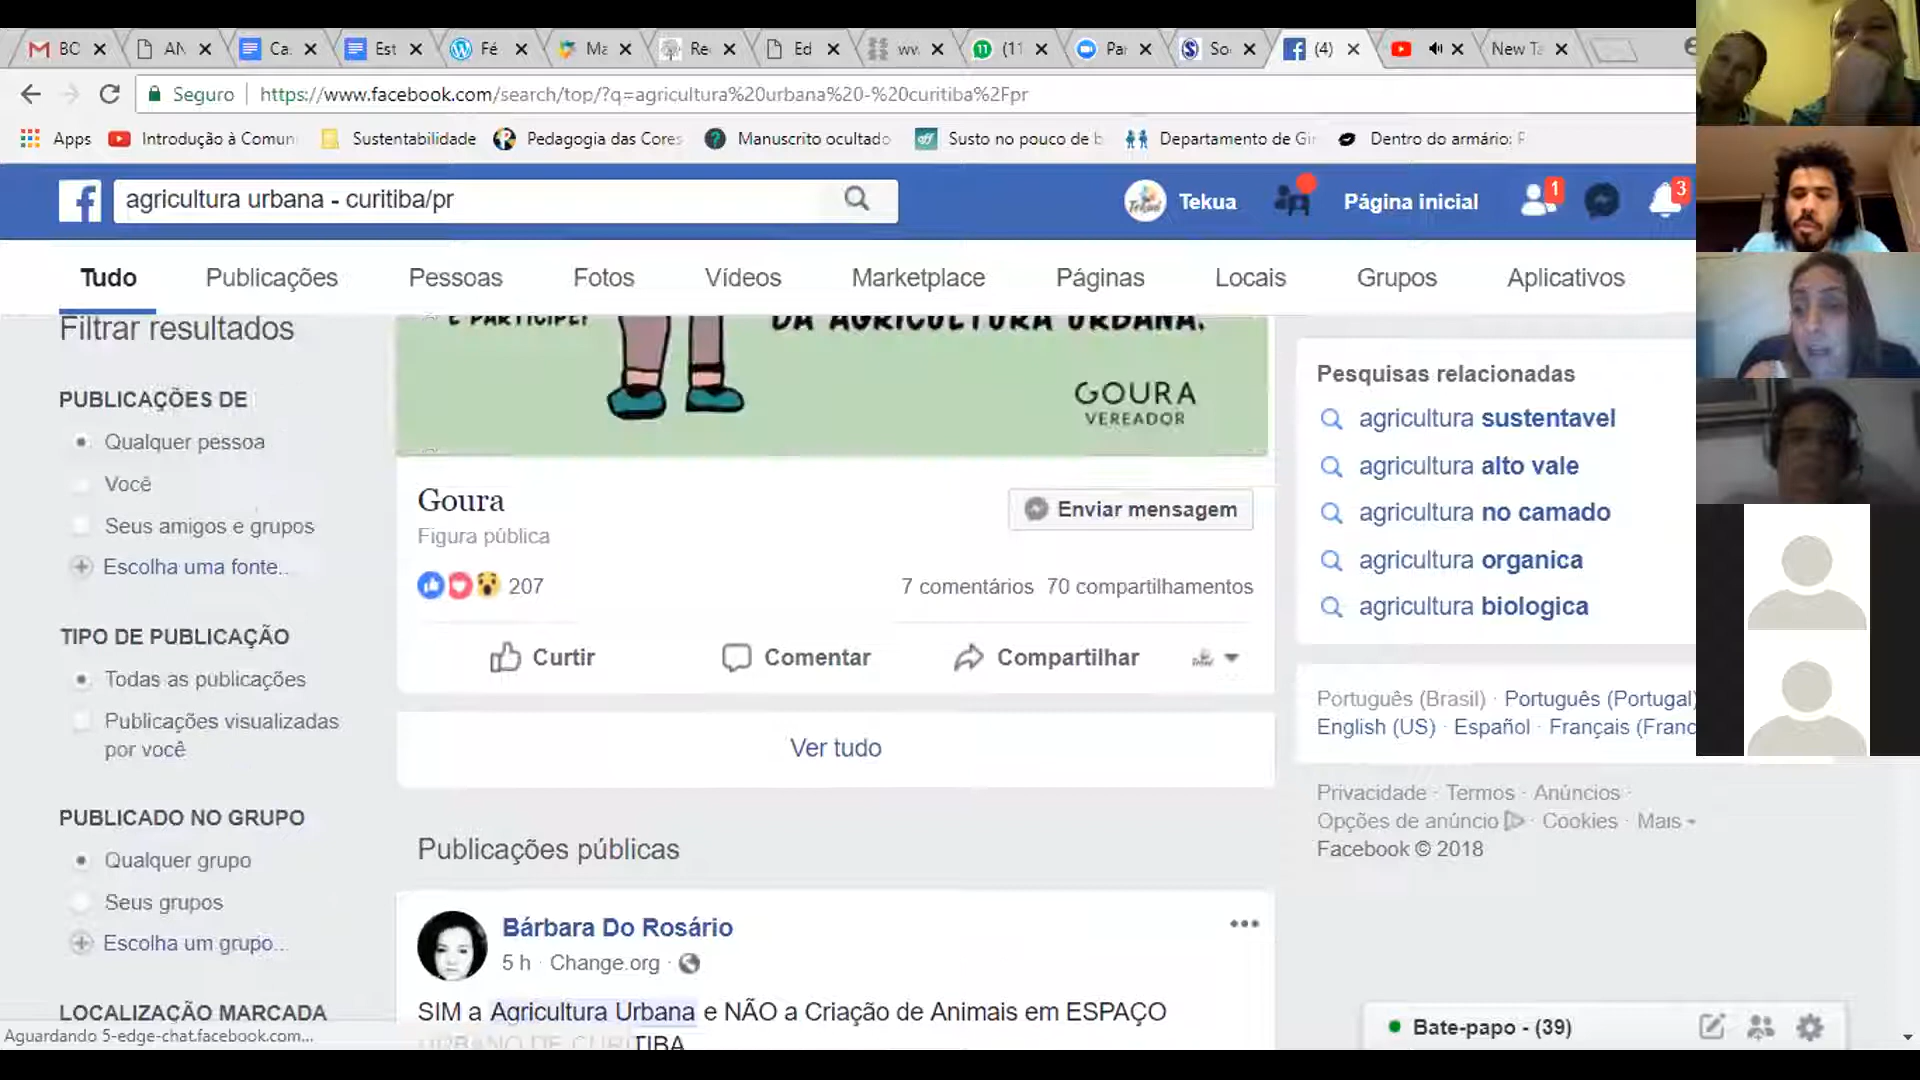 BC
AN
Ca
Est
Fé
Ma
Re
Ed
wv
(11
Par
So
(4)
New Ta
Seguro
https://www.facebook.com/search/top/?q=agricultura%20urbana%20-%20curitiba%2Fpr
Apps
Introdução à Comun
Sustentabilidade
Pedagogia das Cores
Manuscrito ocultado
Susto no pouco de b
Departamento de Gi
Dentro do armário:
agricultura urbana - curitiba/pr
Tekua
Página inicial
1
3
Tudo
Publicações
Pessoas
Fotos
Vídeos
Marketplace
Páginas
Locais
Grupos
Aplicativos
Filtrar resultados
PUBLICAÇÕES DE
Qualquer pessoa
Você
Seus amigos e grupos
Escolha uma fonte...
TIPO DE PUBLICAÇÃO
Todas as publicações
Publicações visualizadas
por você
PUBLICADO NO GRUPO
Qualquer grupo
Seus grupos
Escolha um grupo...
LOCALIZAÇÃO MARCADA
Aguardando 5-edge-chat.facebook.com...
E PARTICIPE!
DA AGRICULTURA URBANA.
GOURA
VEREADOR
Goura
Figura pública
Enviar mensagem
207
7 comentários 70 compartilhamentos
Curtir
Comentar
Compartilhar
Ver tudo
Publicações públicas
Bárbara Do Rosário
5 h · Change.org ·
SIM a Agricultura Urbana e NÃO a Criação de Animais em ESPAÇO
URBANO DE CURITIBA
Pesquisas relacionadas
agricultura sustentavel
agricultura alto vale
agricultura no camado
agricultura organica
agricultura biologica
Português (Brasil) · Português (Portugal)
English (US) · Español · Français (Franc
Privacidade · Termos · Anúncios ·
Opções de anúncio · Cookies · Mais
Facebook © 2018
Bate-papo - (39)